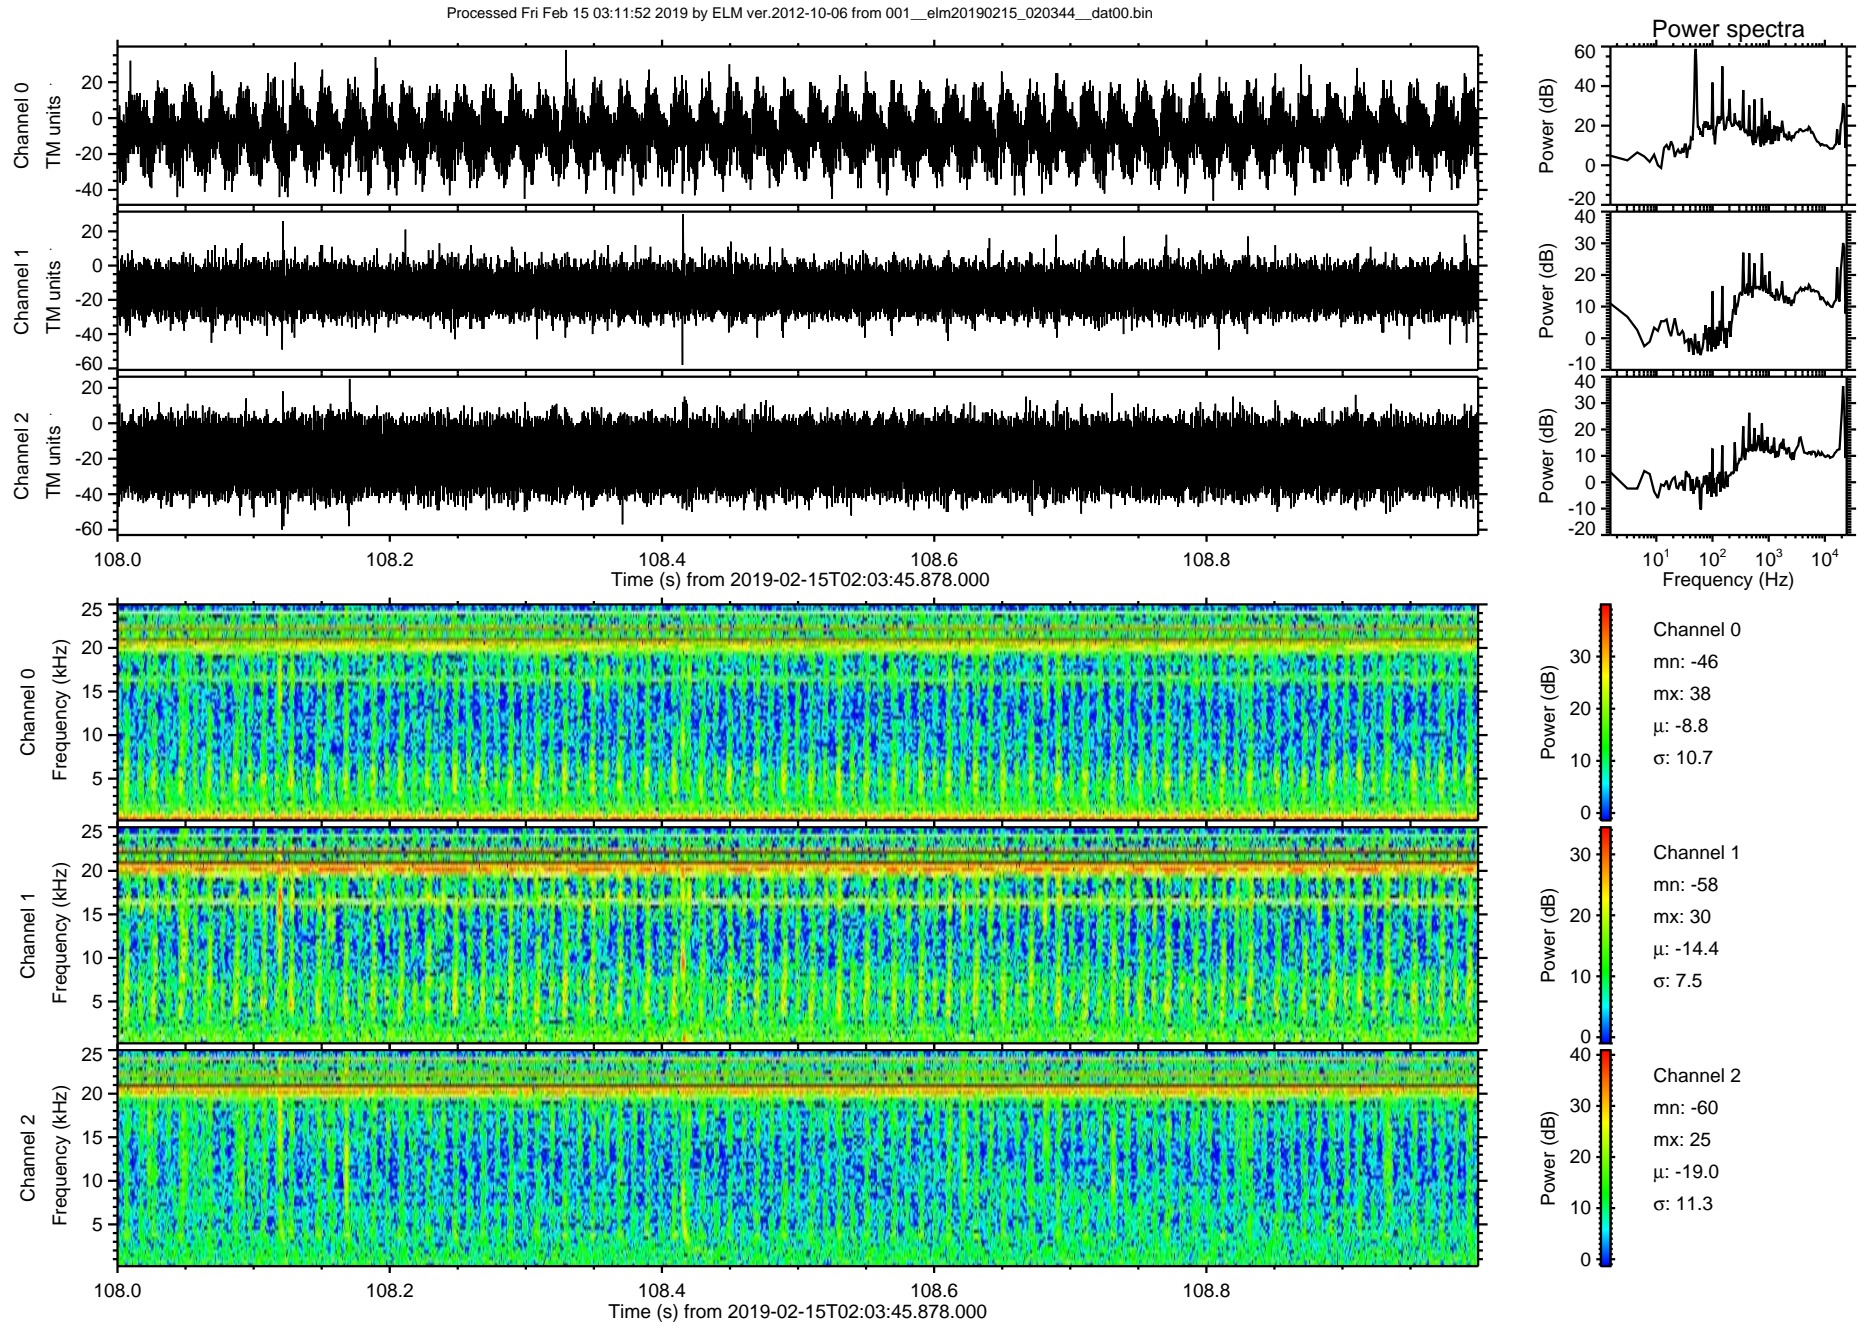 Processed Fri Feb 15 03:11:52 2019 by ELM ver.2012-10-06 from 001__elm20190215_020344__dat00.bin
Power spectra
Channel 0
TM units
20
0
-20
-40
Power (dB)
60
40
20
0
-20
Channel 1
TM units
20
0
-20
-40
-60
Power (dB)
40
30
20
10
0
-10
Channel 2
TM units
20
0
-20
-40
-60
Power (dB)
40
30
20
10
0
-10
-20
108.0 108.2 108.4 108.6 108.8
Time (s) from 2019-02-15T02:03:45.878.000
10^1 10^2 10^3 10^4
Frequency (Hz)
Channel 0
Frequency (kHz)
25
20
15
10
5
Power (dB)
30
20
10
0
Channel 0
mn: -46
mx: 38
μ: -8.8
σ: 10.7
Channel 1
Frequency (kHz)
25
20
15
10
5
Power (dB)
30
20
10
0
Channel 1
mn: -58
mx: 30
μ: -14.4
σ: 7.5
Channel 2
Frequency (kHz)
25
20
15
10
5
Power (dB)
40
30
20
10
0
Channel 2
mn: -60
mx: 25
μ: -19.0
σ: 11.3
108.0 108.2 108.4 108.6 108.8
Time (s) from 2019-02-15T02:03:45.878.000